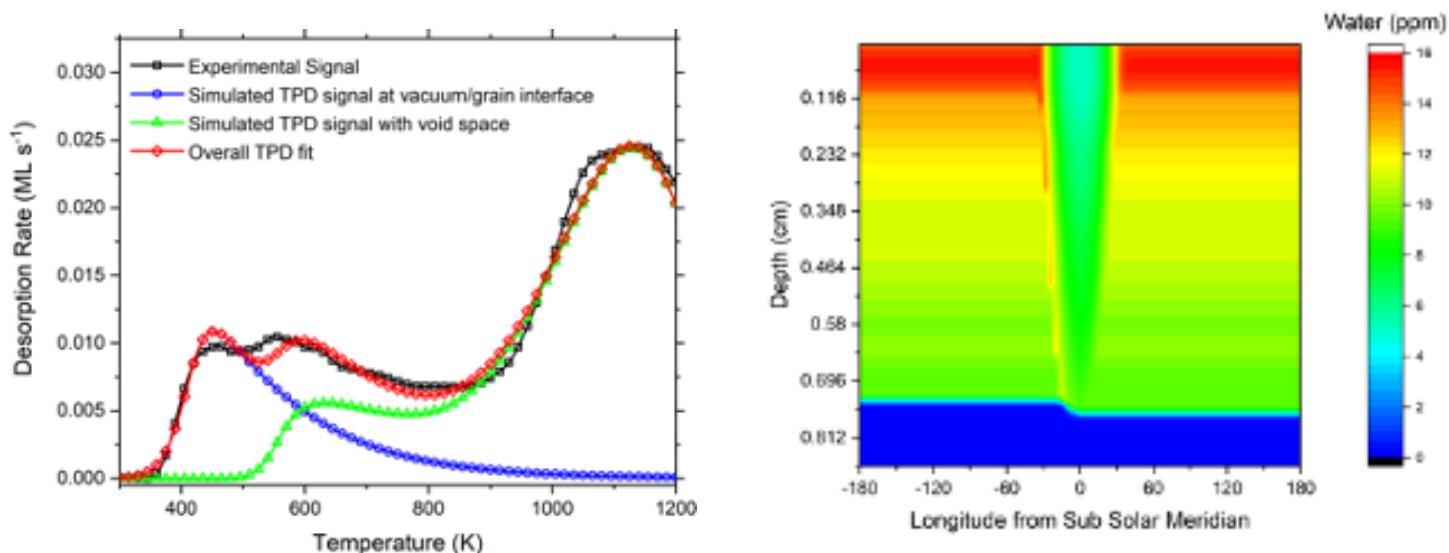 Experimental Signal
Simulated TPD signal at vacuum/grain interface
Simulated TPD signal with void space
Overall TPD fit
Desorption Rate (ML s⁻¹)
0.030
0.025
0.020
0.015
0.010
0.005
0.000
400 600 800 1000 1200
Temperature (K)
Water (ppm)
Depth (cm)
0.116
0.232
0.348
0.464
0.58
0.696
0.812
-180 -120 -60 0 60 120 180
Longitude from Sub Solar Meridian
16
14
12
10
8
6
4
2
0